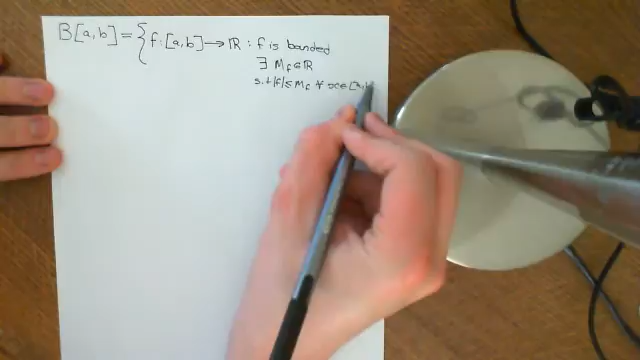 B[a,b] = { f:[a,b] → ℝ : f is bounded
∃ M_f ∈ ℝ
s.t |f| ≤ M_f ∀ x ∈ [a,b